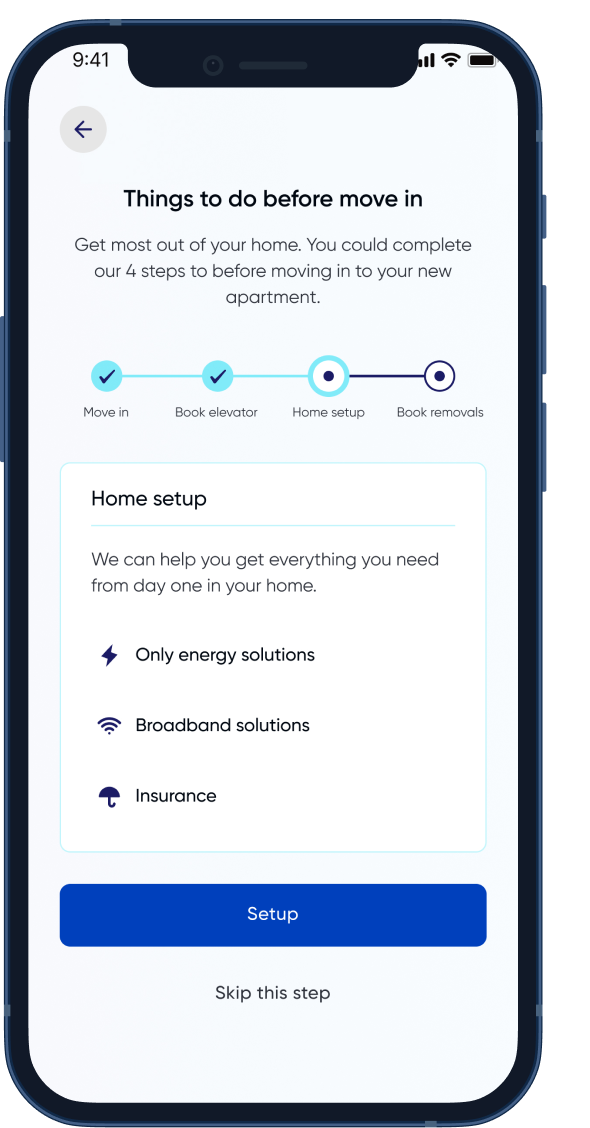 9:41
Things to do before move in
Get most out of your home. You could complete
our 4 steps to before moving in to your new
apartment.
Move in
Book elevator
Home setup
Book removals
Home setup
We can help you get everything you need
from day one in your home.
Only energy solutions
Broadband solutions
Insurance
Setup
Skip this step